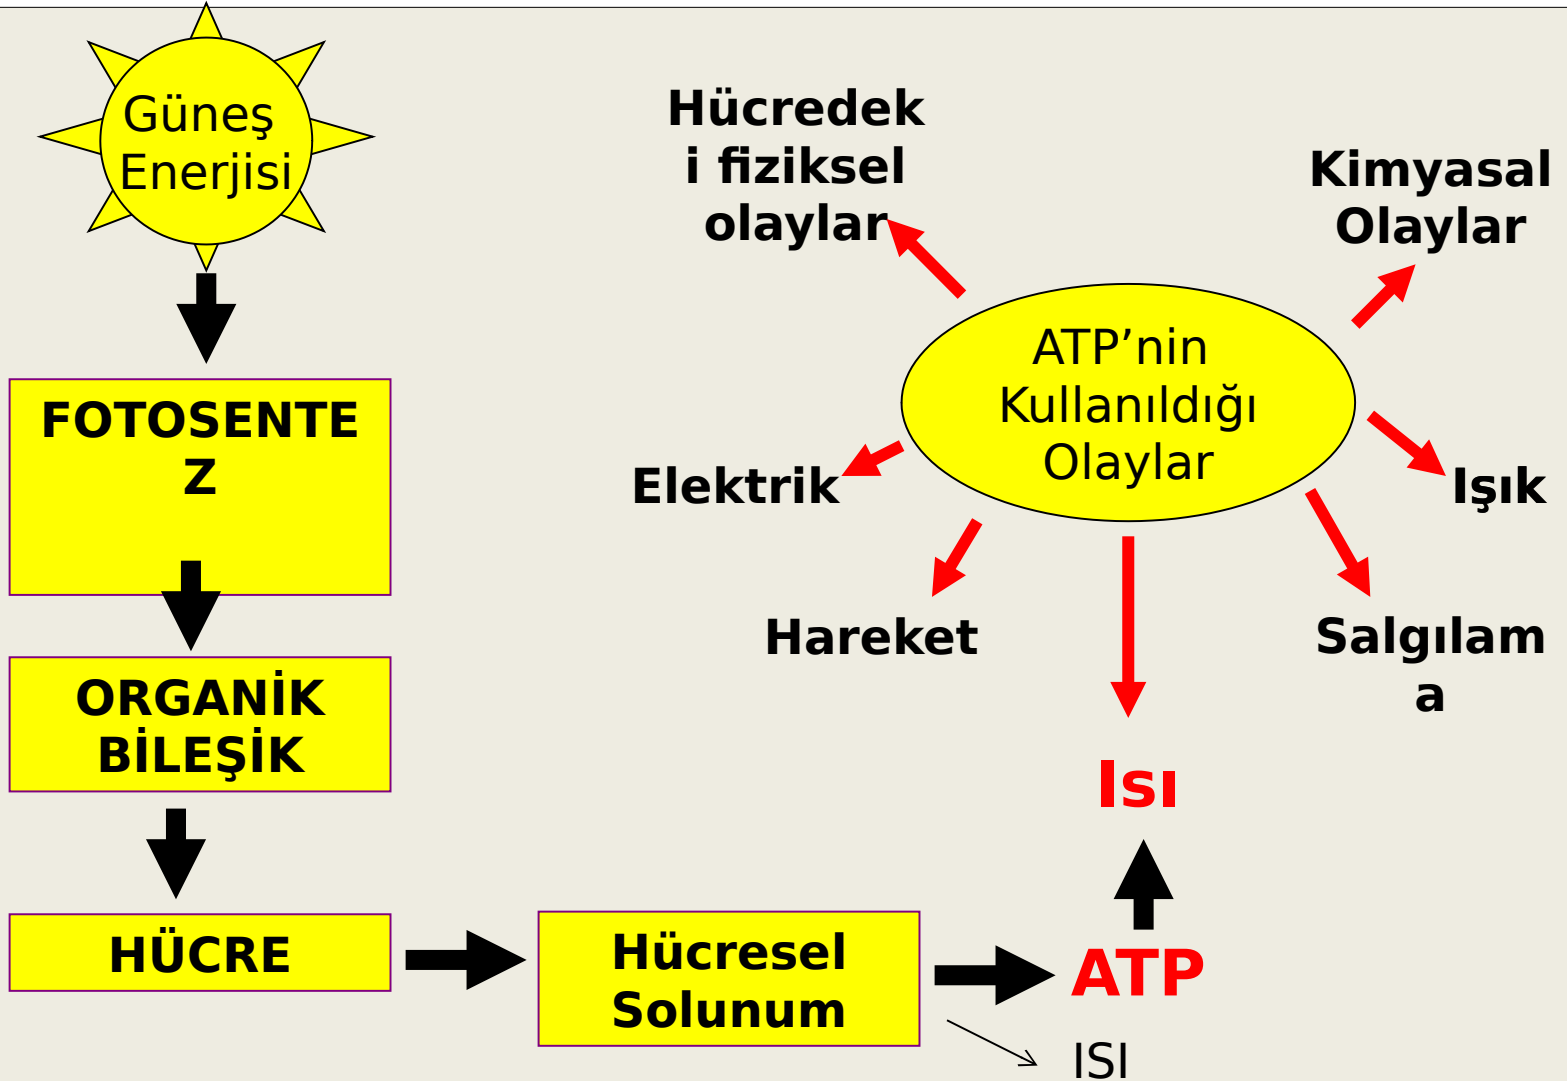 Güneş
Enerjisi
FOTOSENTE
Z
ORGANİK
BİLEŞİK
HÜCRE
Hücresel
Solunum
ATP
ISI
Isı
Hücredek
i fiziksel
olaylar
Kimyasal
Olaylar
ATP’nin
Kullanıldığı
Olaylar
Elektrik
Işık
Hareket
Salgılam
a